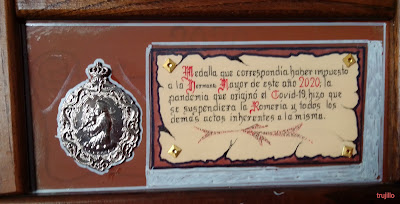 Medalla que correspondía haber impuesto
a la Hermana Mayor de este año 2020; la
pandemia que originó el Covid-19, hizo que
se suspendiera la Romería y todos los
demás actos inherentes a la misma.
trujillo